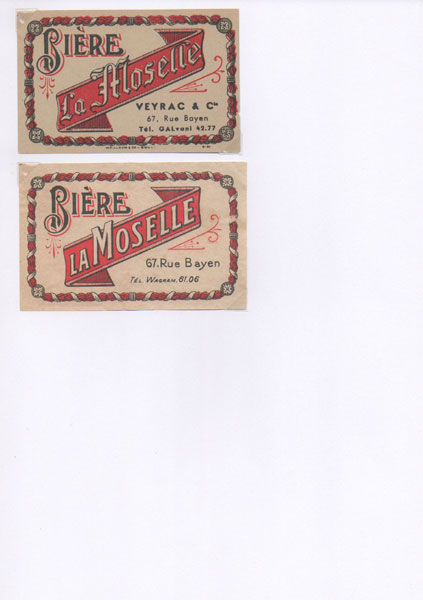 BIÈRE
La Moselle
VEYRAC & Cie
67, Rue Bayen
Tél. GALvani 42.77
BIÈRE
LA MOSELLE
67. Rue Bayen
TÉL. WAGRAM. 61.06